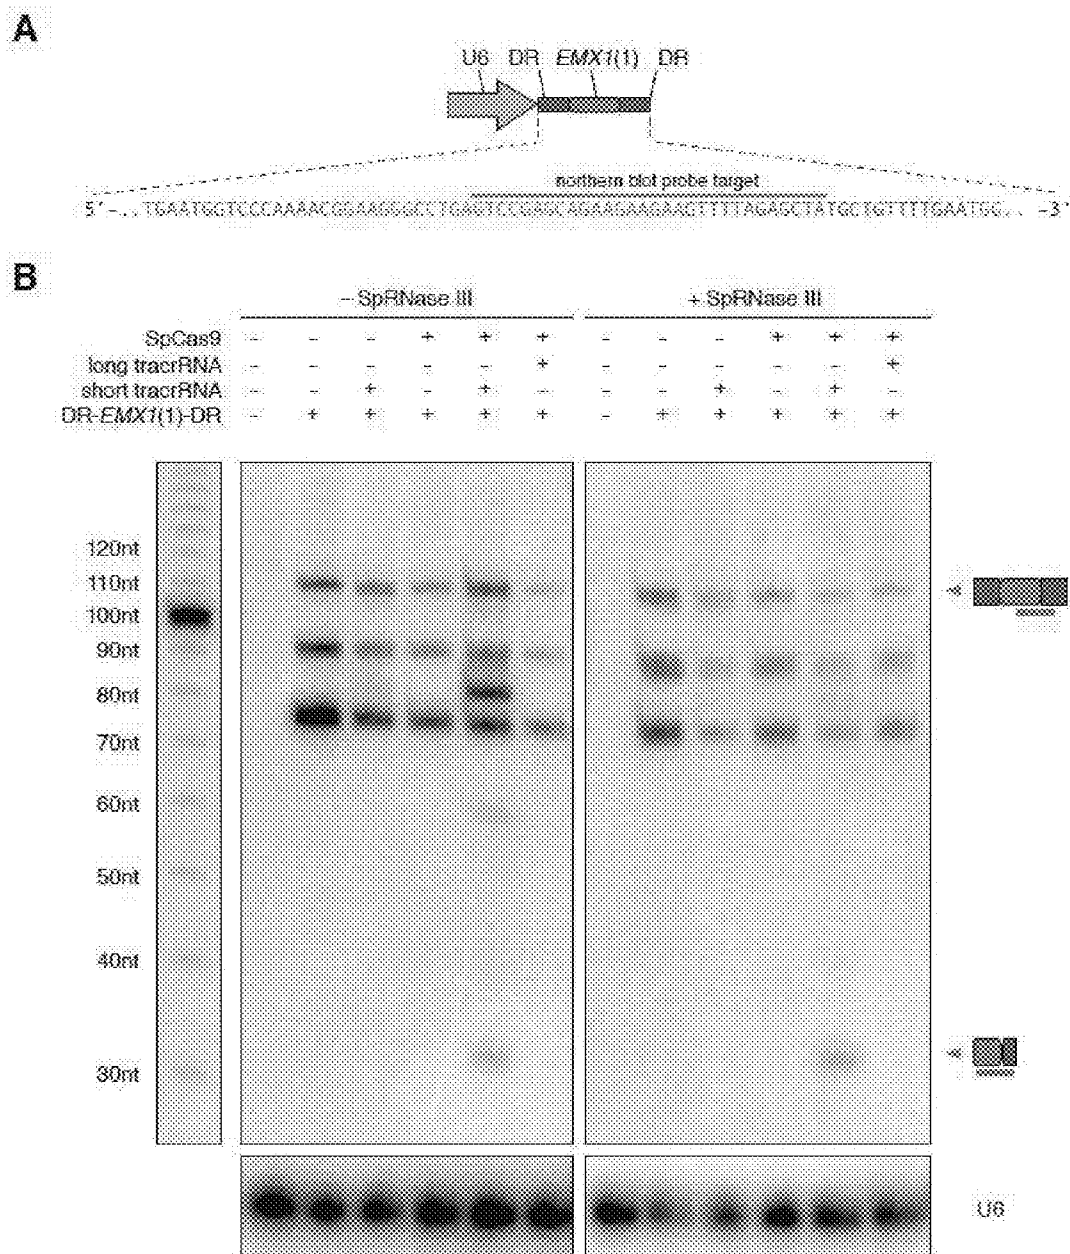 A
U6 DR EMX1(1) DR
northern blot probe target
5'-..TGAATGGTCCCAAAACGGAAGGGCCTGAGTCCGAGCAGAAGAAGAAGTTTTAGAGCTATGCTGTTTTGAATGG.. -3'
B
- SpRNase III + SpRNase III
SpCas9 - - - + + + - - - + + +
long tracrRNA - - - - - + - - - - - +
short tracrRNA - - + - + - - - + - + -
DR-EMX1(1)-DR - + + + + + - + + + + +
120nt
110nt
100nt
90nt
80nt
70nt
60nt
50nt
40nt
30nt
U6